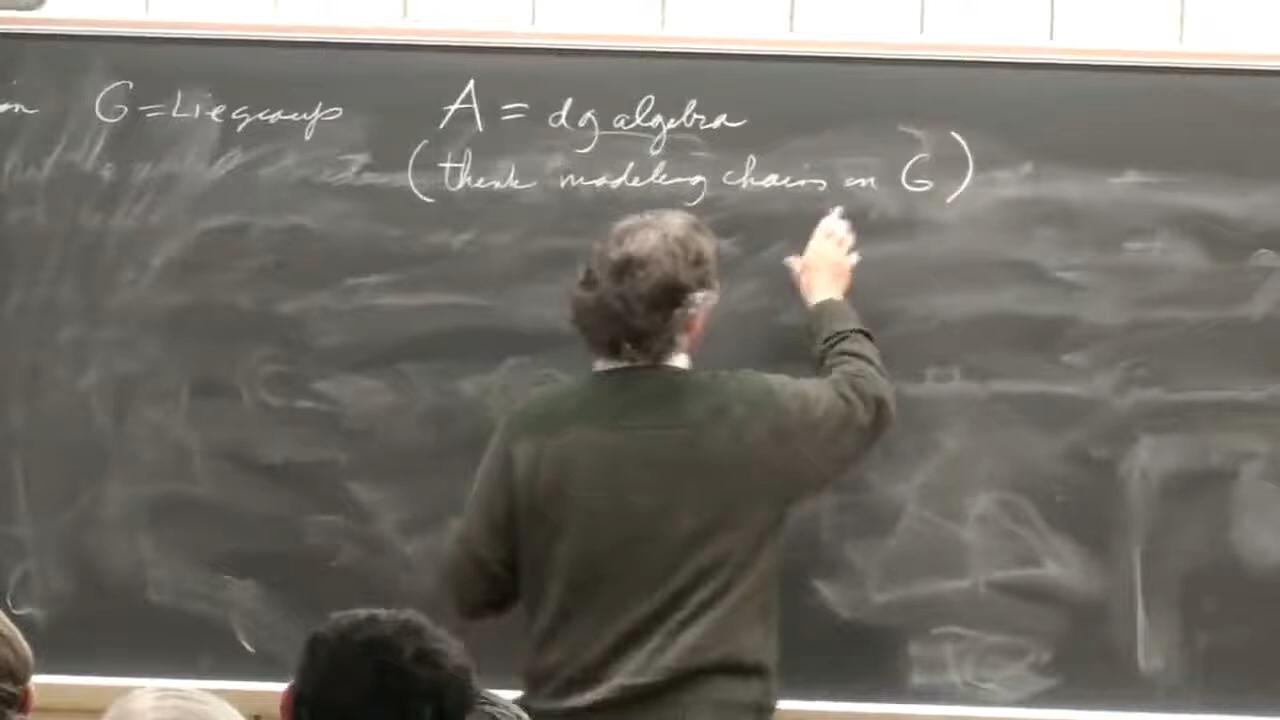 G = Lie group A = dg algebra
(think modeling chains on G)